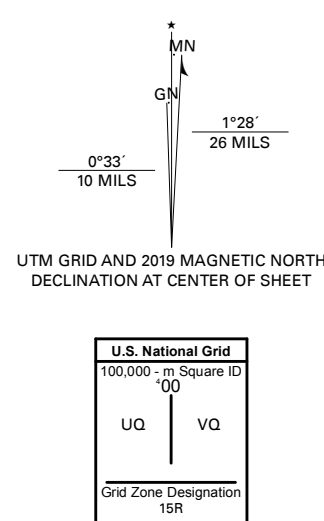 ★
MN
GN
1°28´
26 MILS
0°33´
10 MILS
UTM GRID AND 2019 MAGNETIC NORTH
DECLINATION AT CENTER OF SHEET
U.S. National Grid
100,000 - m Square ID
⁴00
UQ VQ
Grid Zone Designation
15R